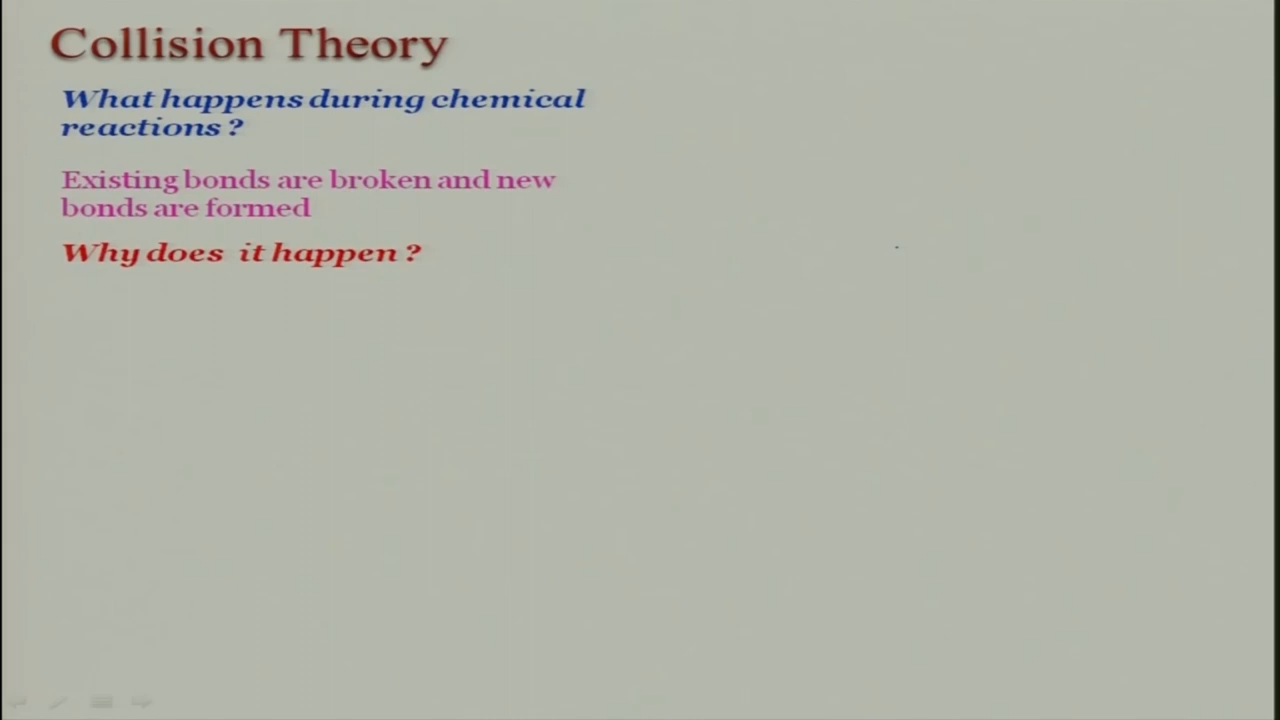 Collision Theory
What happens during chemical
reactions ?
Existing bonds are broken and new
bonds are formed
Why does it happen ?